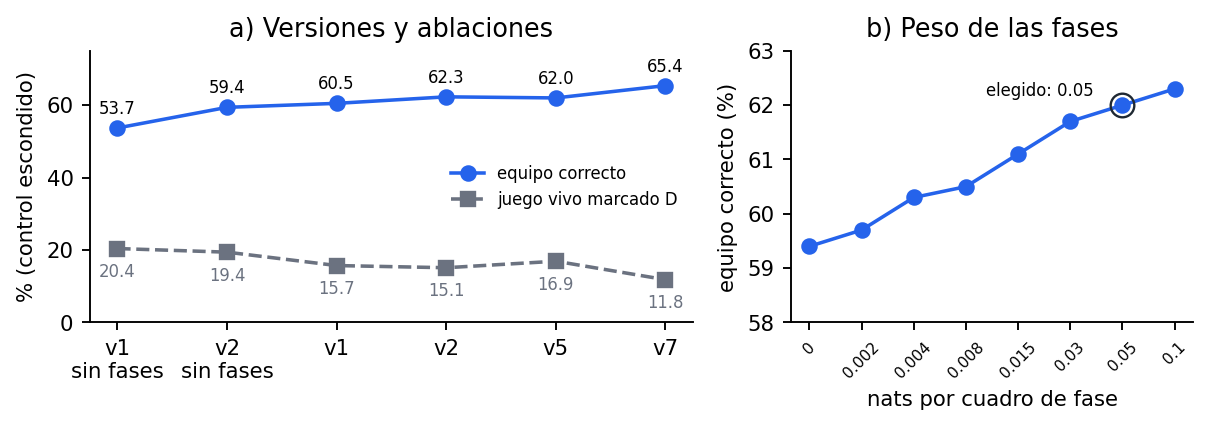 a) Versiones y ablaciones
% (control escondido)
60
40
20
0
53.7
59.4
60.5
62.3
62.0
65.4
equipo correcto
juego vivo marcado D
20.4
19.4
15.7
15.1
16.9
11.8
v1
sin fases
v2
sin fases
v1
v2
v5
v7
b) Peso de las fases
equipo correcto (%)
63
62
61
60
59
58
elegido: 0.05
0
0.002
0.004
0.008
0.015
0.03
0.05
0.1
nats por cuadro de fase